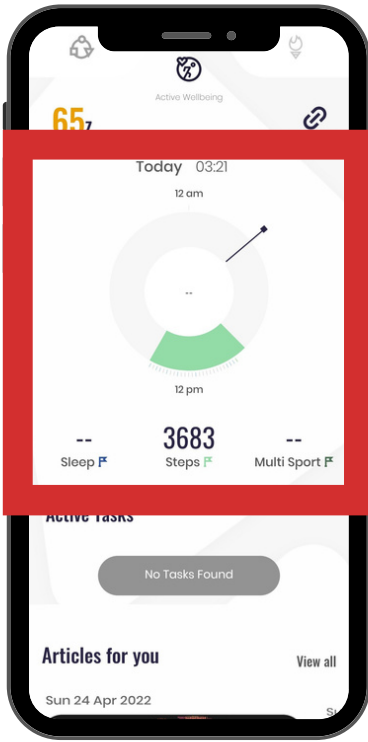 Active Wellbeing
65z
Today 03:21
12 am
--
12 pm
-- 3683 --
Sleep Steps Multi Sport
Active Tasks
No Tasks Found
Articles for you View all
Sun 24 Apr 2022